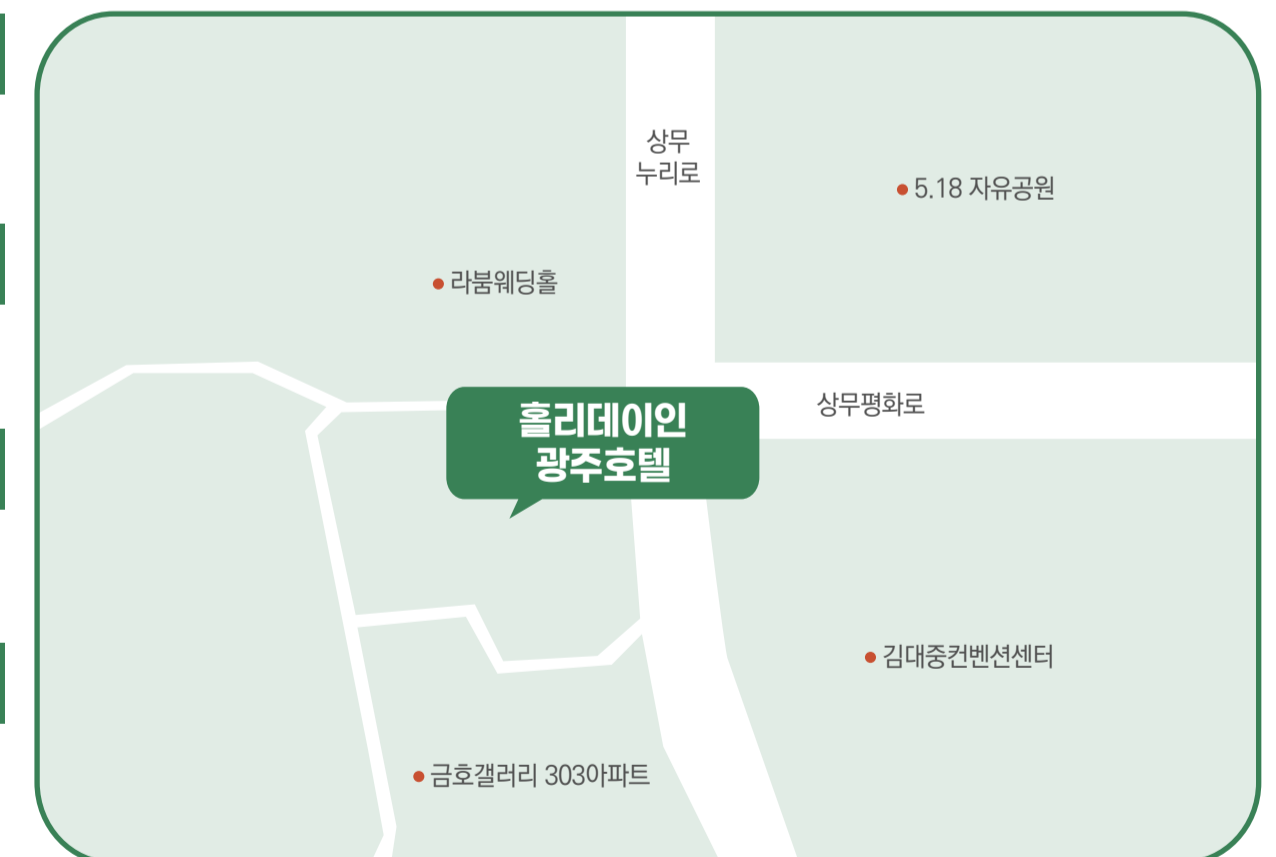 상무
누리로
5.18 자유공원
라붐웨딩홀
홀리데이인
광주호텔
상무평화로
김대중컨벤션센터
금호갤러리 303아파트